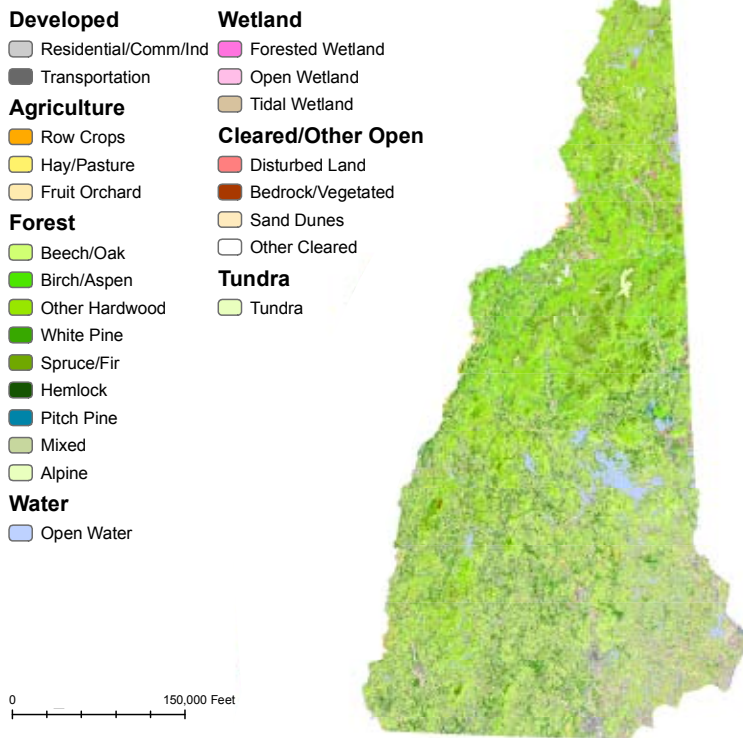 Developed
Residential/Comm/Ind
Transportation
Agriculture
Row Crops
Hay/Pasture
Fruit Orchard
Forest
Beech/Oak
Birch/Aspen
Other Hardwood
White Pine
Spruce/Fir
Hemlock
Pitch Pine
Mixed
Alpine
Water
Open Water
Wetland
Forested Wetland
Open Wetland
Tidal Wetland
Cleared/Other Open
Disturbed Land
Bedrock/Vegetated
Sand Dunes
Other Cleared
Tundra
Tundra
0 150,000 Feet